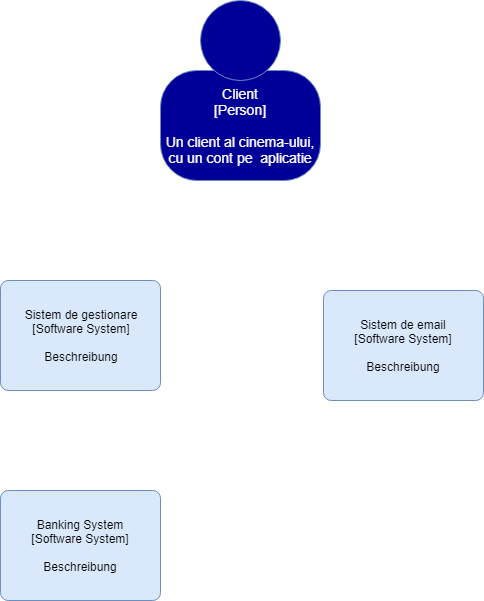 Client
[Person]
Un client al cinema-ului,
cu un cont pe aplicatie
Sistem de gestionare
[Software System]
Beschreibung
Sistem de email
[Software System]
Beschreibung
Banking System
[Software System]
Beschreibung